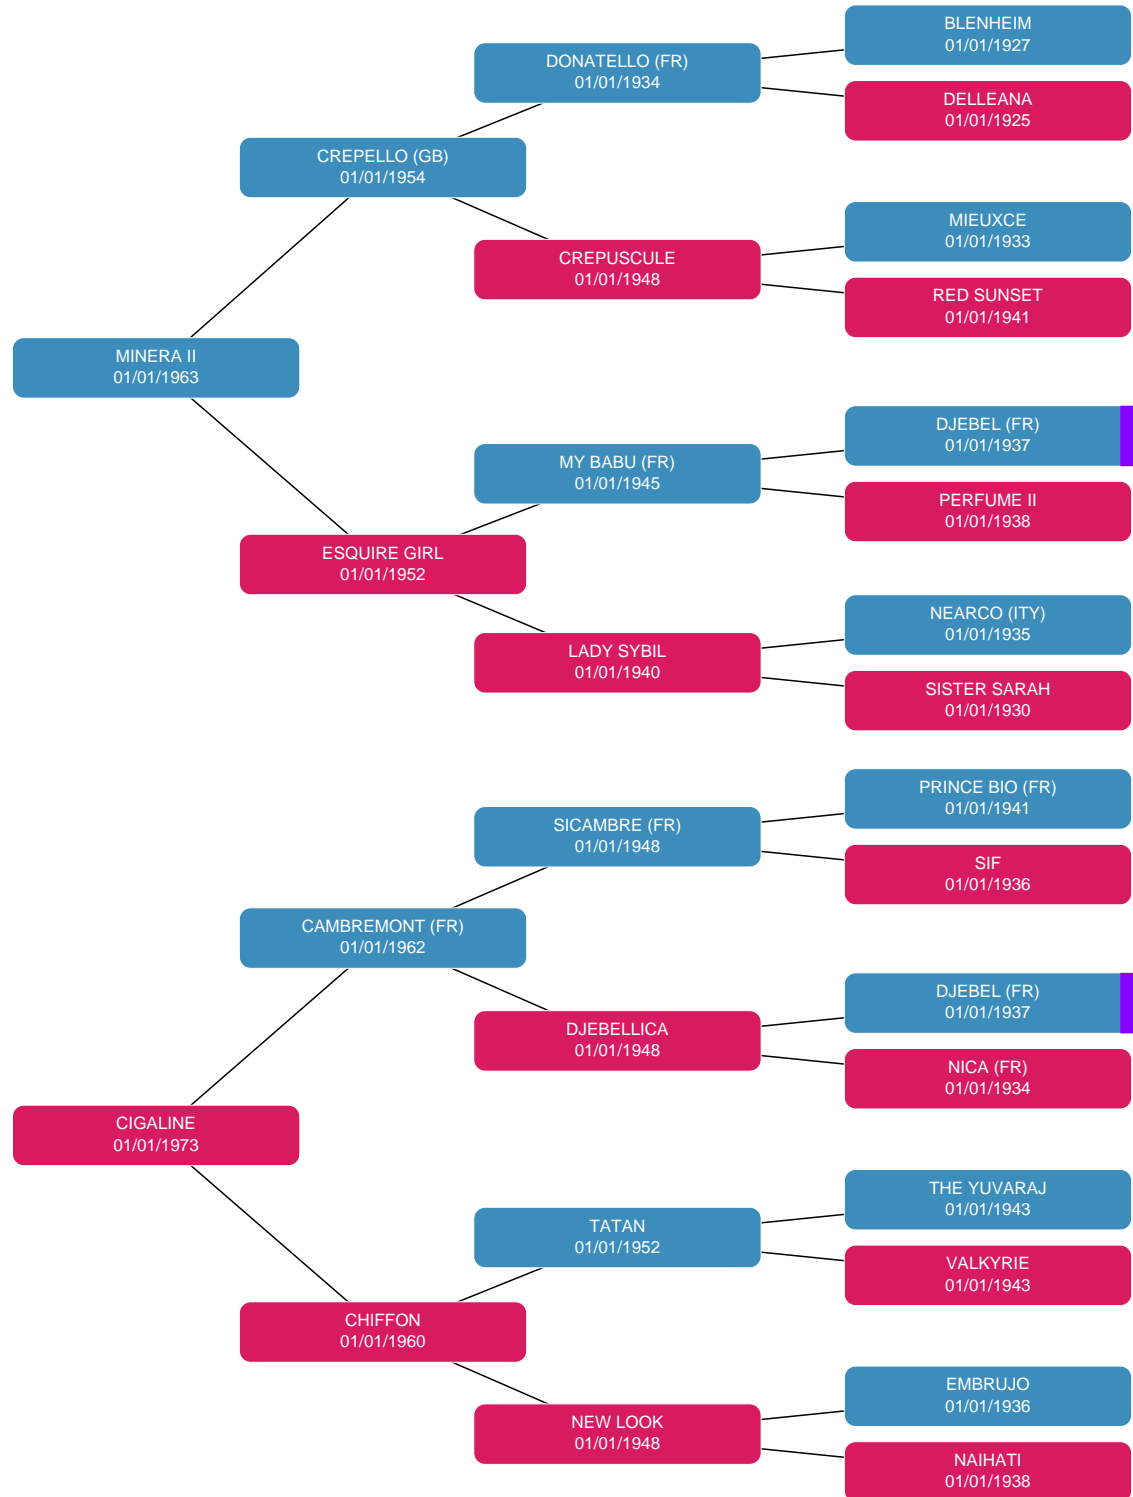 BLENHEIM
01/01/1927
DONATELLO (FR)
01/01/1934
DELLEANA
01/01/1925
CREPELLO (GB)
01/01/1954
MIEUXCE
01/01/1933
CREPUSCULE
01/01/1948
RED SUNSET
01/01/1941
MINERA II
01/01/1963
DJEBEL (FR)
01/01/1937
MY BABU (FR)
01/01/1945
PERFUME II
01/01/1938
ESQUIRE GIRL
01/01/1952
NEARCO (ITY)
01/01/1935
LADY SYBIL
01/01/1940
SISTER SARAH
01/01/1930
PRINCE BIO (FR)
01/01/1941
SICAMBRE (FR)
01/01/1948
SIF
01/01/1936
CAMBREMONT (FR)
01/01/1962
DJEBEL (FR)
01/01/1937
DJEBELLICA
01/01/1948
NICA (FR)
01/01/1934
CIGALINE
01/01/1973
THE YUVARAJ
01/01/1943
TATAN
01/01/1952
VALKYRIE
01/01/1943
CHIFFON
01/01/1960
EMBRUJO
01/01/1936
NEW LOOK
01/01/1948
NAIHATI
01/01/1938